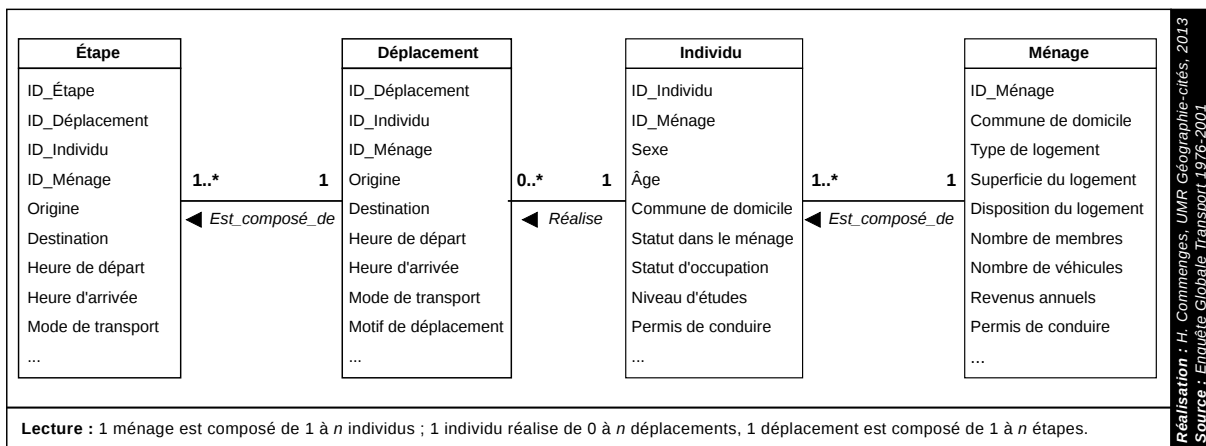 Étape
ID_Étape
ID_Déplacement
ID_Individu
ID_Ménage
Origine
Destination
Heure de départ
Heure d'arrivée
Mode de transport
...
1..* 1
Est_composé_de
Déplacement
ID_Déplacement
ID_Individu
ID_Ménage
Origine
Destination
Heure de départ
Heure d'arrivée
Mode de transport
Motif de déplacement
...
0..* 1
Réalise
Individu
ID_Individu
ID_Ménage
Sexe
Âge
Commune de domicile
Statut dans le ménage
Statut d'occupation
Niveau d'études
Permis de conduire
...
1..* 1
Est_composé_de
Ménage
ID_Ménage
Commune de domicile
Type de logement
Superficie du logement
Disposition du logement
Nombre de membres
Nombre de véhicules
Revenus annuels
Permis de conduire
...
Lecture : 1 ménage est composé de 1 à n individus ; 1 individu réalise de 0 à n déplacements, 1 déplacement est composé de 1 à n étapes.
Réalisation : H. Commenges, UMR Géographie-cités, 2013
Source : Enquête Globale Transport 1976-2001